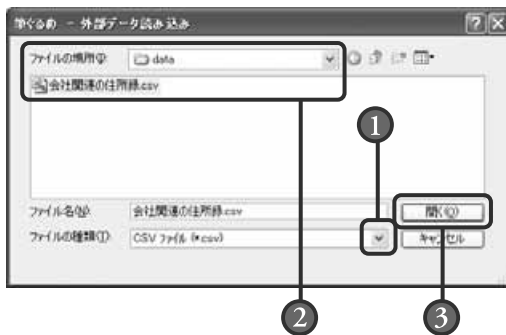 筆ぐるめ － 外部データ読み込み
ファイルの場所(I): data
会社関連の住所録.csv
1
ファイル名(N): 会社関連の住所録.csv 開く(O)
ファイルの種類(T): CSV ファイル (*.csv) キャンセル
2 3